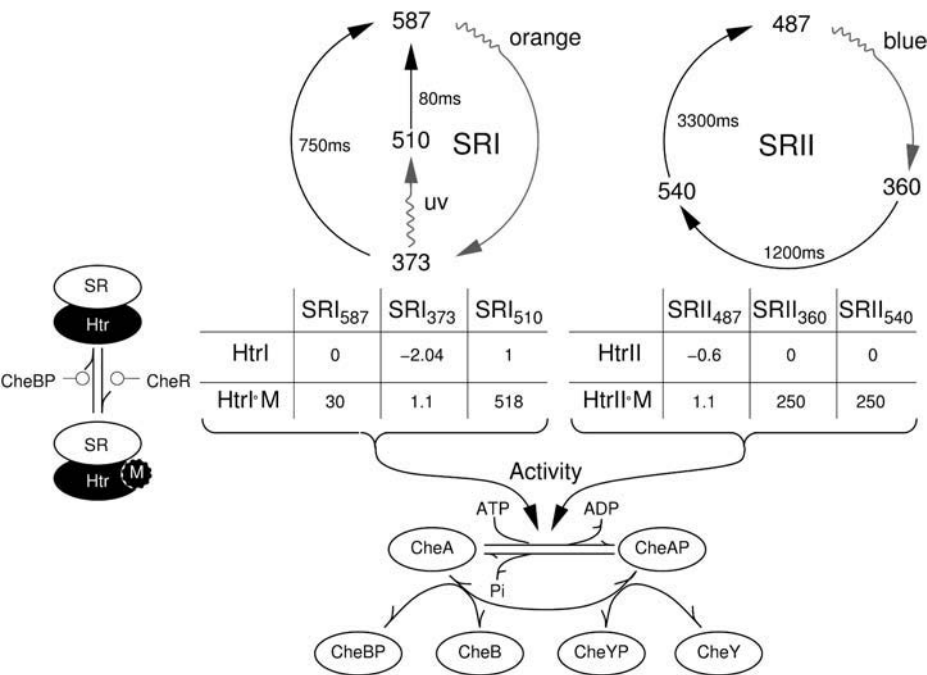 587 487
orange blue
80ms
510 SRI
750ms
uv
373
3300ms
SRII
540 360
1200ms
SR
Htr
CheBP CheR
SR
Htr M
SRI587 SRI373 SRI510
HtrI 0 −2.04 1
HtrI°M 30 1.1 518
SRII487 SRII360 SRII540
HtrII −0.6 0 0
HtrII°M 1.1 250 250
Activity
ATP ADP
CheA CheAP
Pi
CheBP CheB CheYP CheY